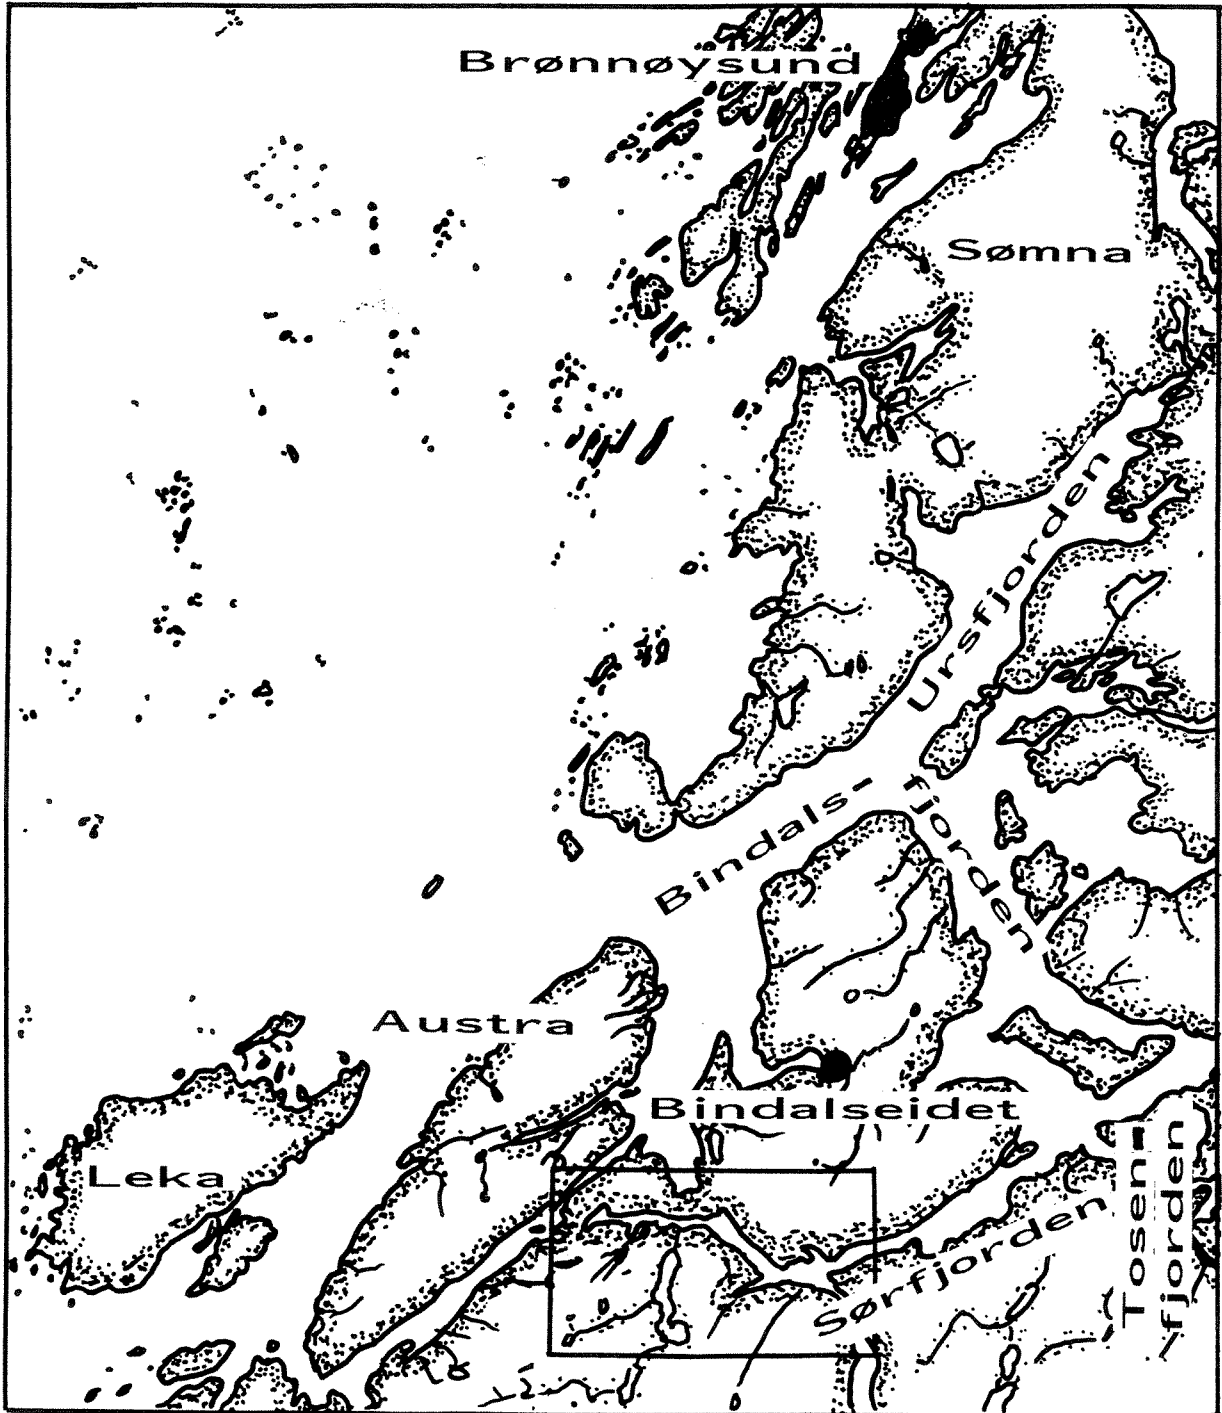 Brønnøysund
Sømna
Ursfjorden
Bindals-
fjorden
Austra
Bindalseidet
Leka
Sørfjorden
Tosen-
fjorden